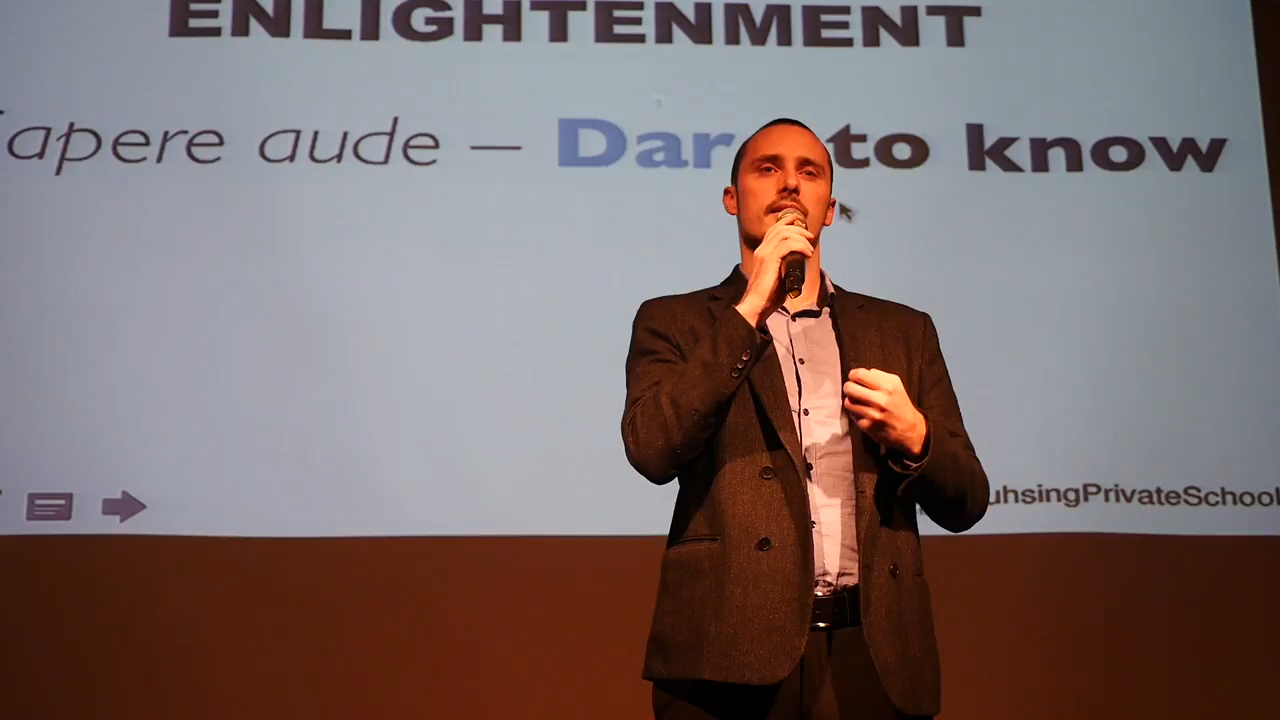 ENLIGHTENMENT
apere aude – Dar to know
uhsingPrivateSchool